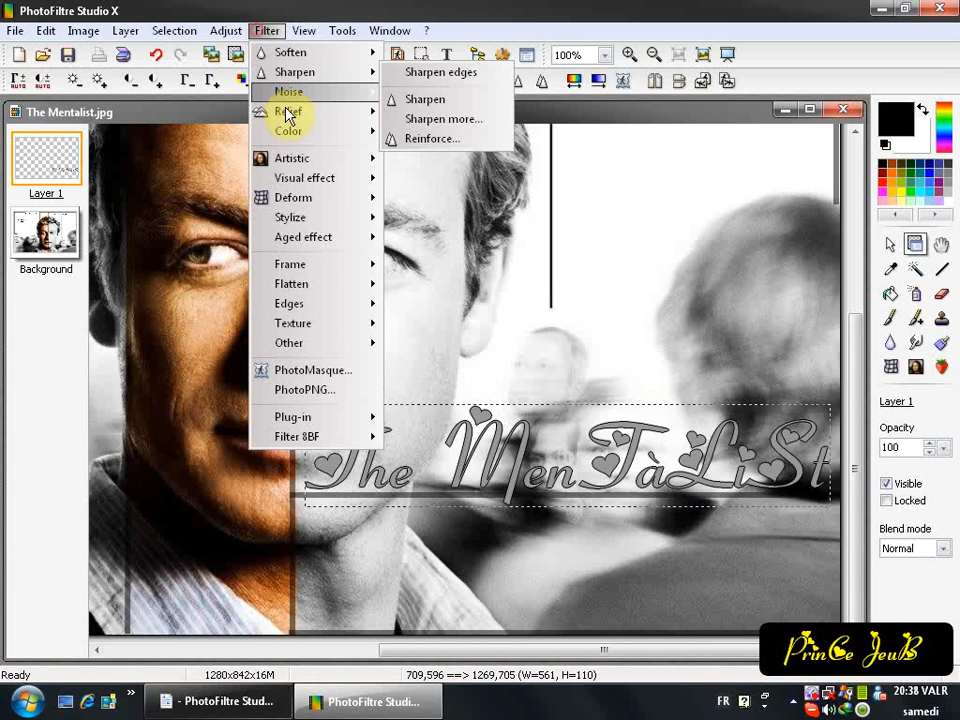 PhotoFiltre Studio X
File Edit Image Layer Selection Adjust Filter View Tools Window
100%
The Mentalist.jpg
Layer 1
Background
Soften
Sharpen
Noise
Relief
Color
Artistic
Visual effect
Deform
Stylize
Aged effect
Frame
Flatten
Edges
Texture
Other
PhotoMasque...
PhotoPNG...
Plug-in
Filter 8BF
Sharpen edges
Sharpen
Sharpen more...
Reinforce...
The MenTàLiSt
Layer 1
Opacity
100
Visible
Locked
Blend mode
Normal
PrinCe JeuB
Ready
1280x842x16M
709,596 ==> 1269,705 (W=561, H=110)
- PhotoFiltre Stud...
PhotoFiltre Studi...
FR
20:38 VALR
samedi